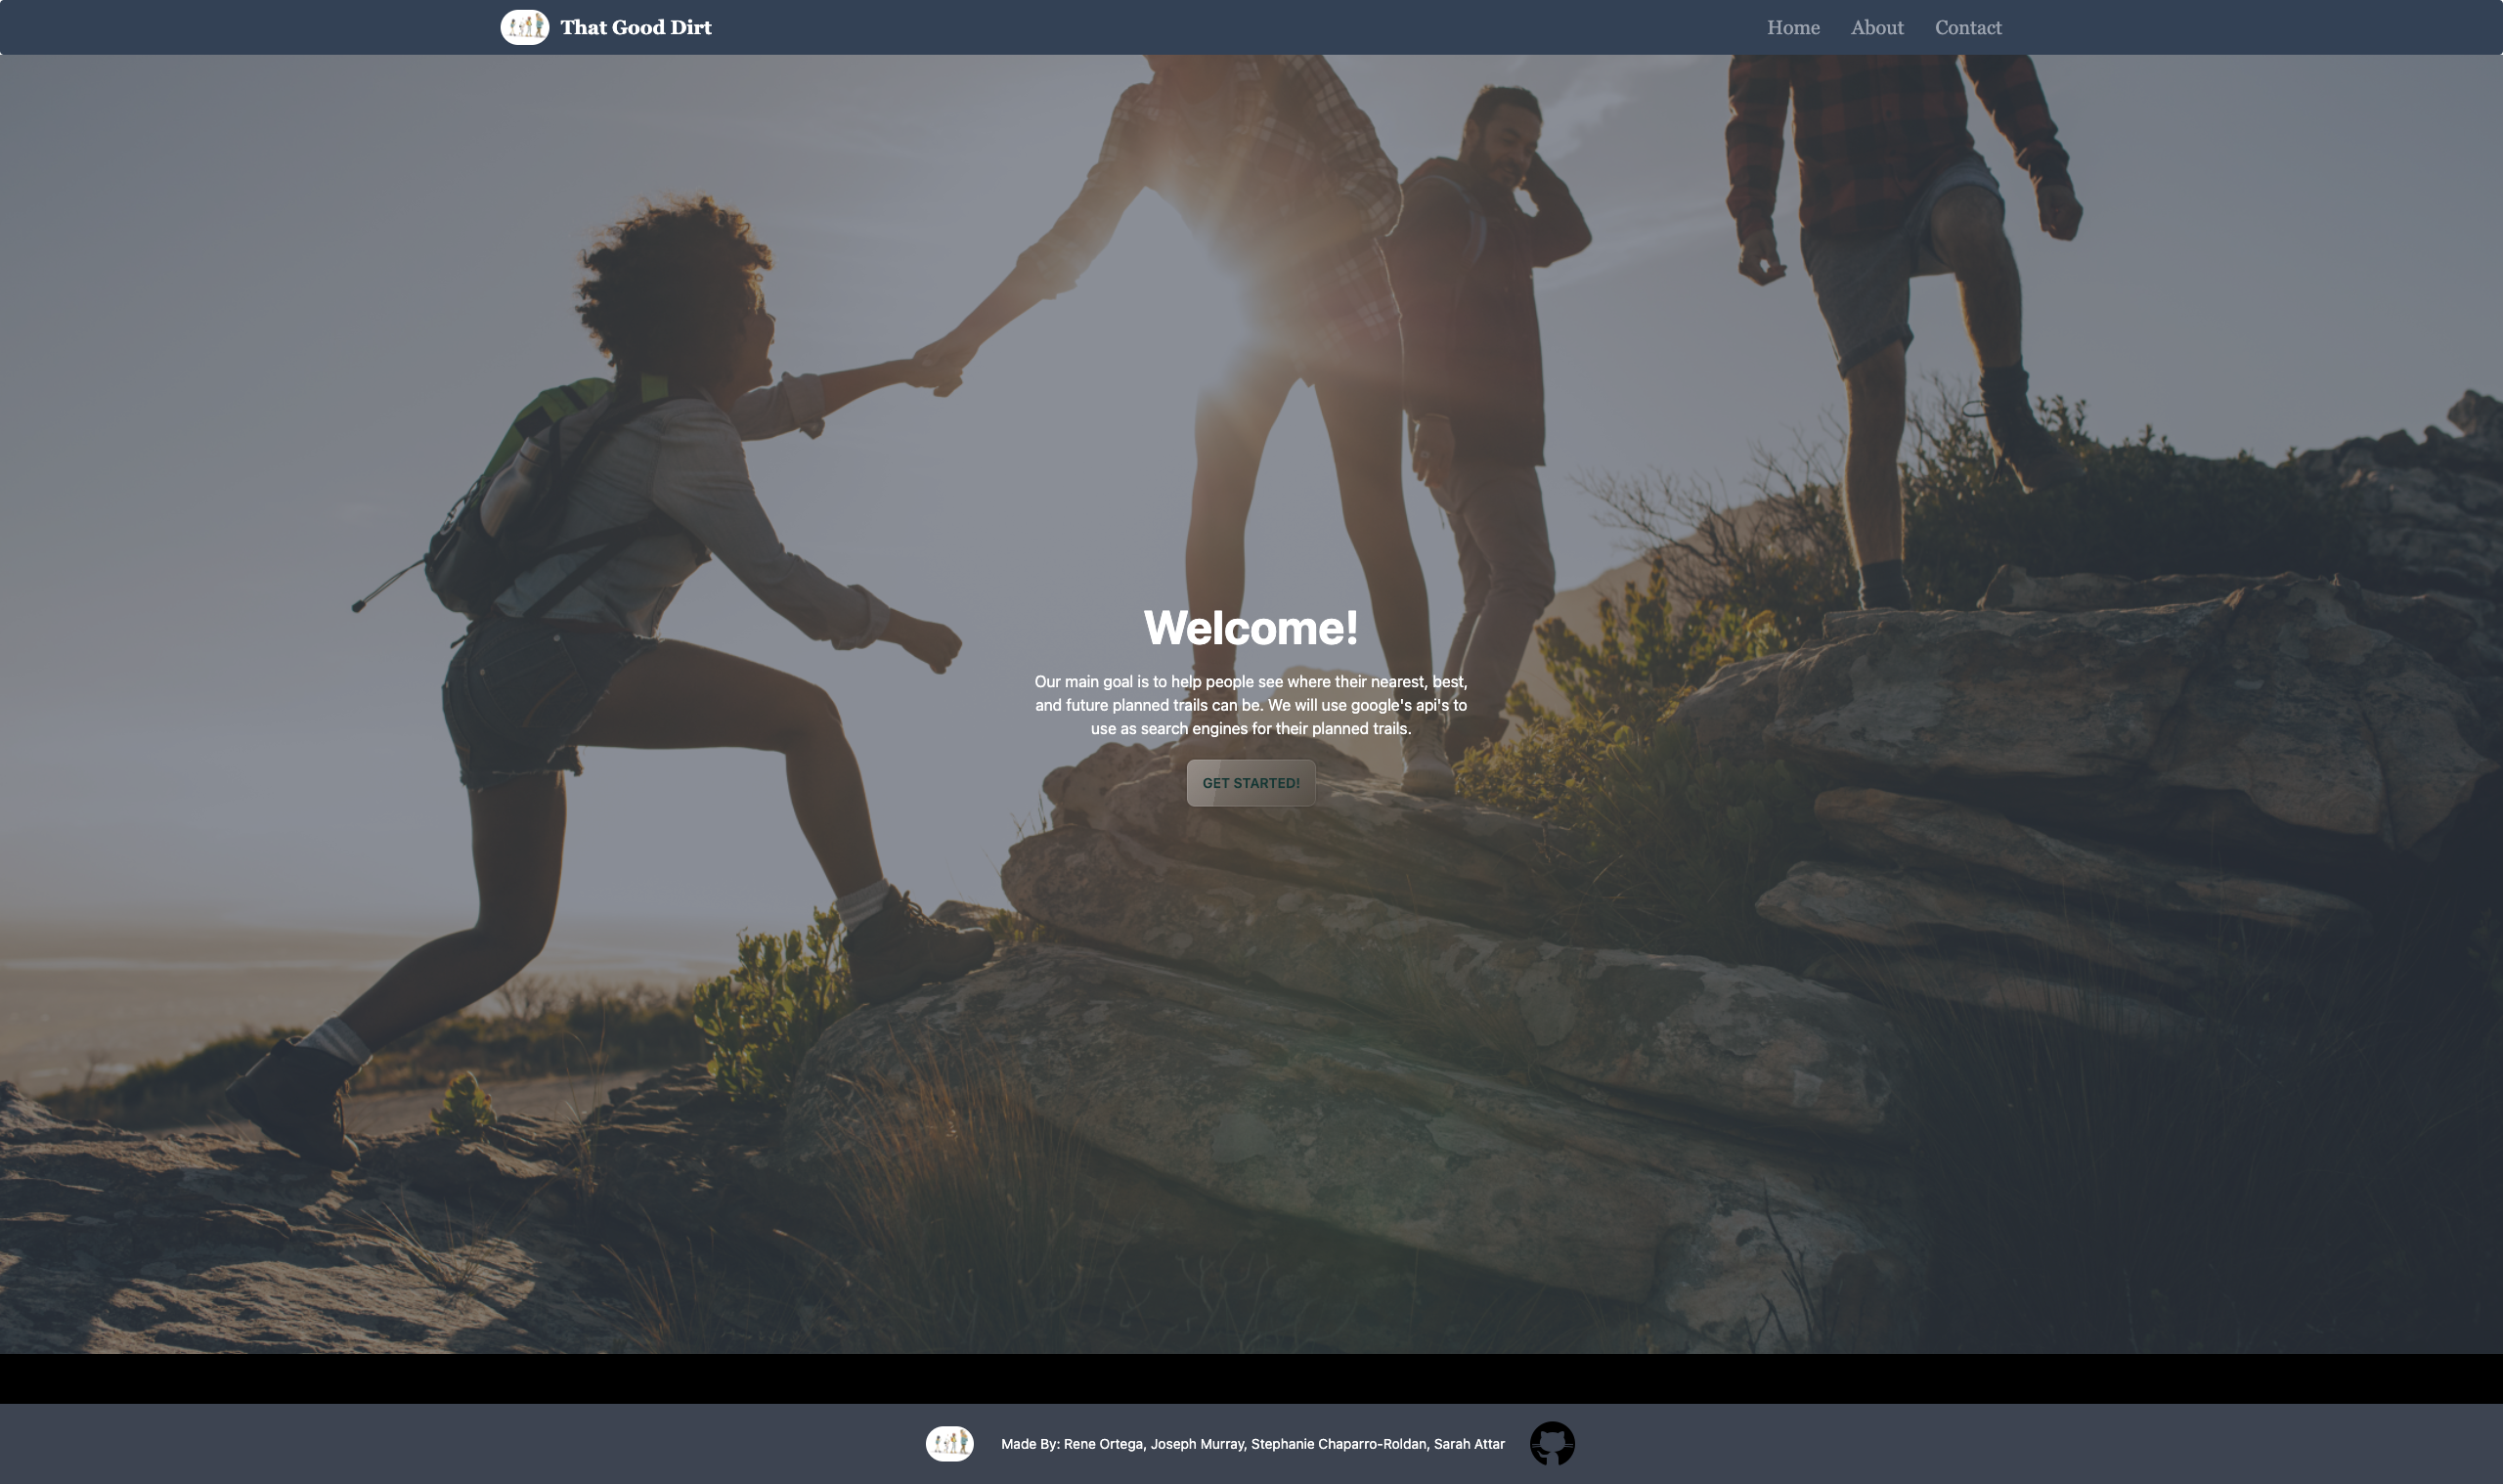 That Good Dirt
Home About Contact
Welcome!
Our main goal is to help people see where their nearest, best,
and future planned trails can be. We will use google's api's to
use as search engines for their planned trails.
GET STARTED!
Made By: Rene Ortega, Joseph Murray, Stephanie Chaparro-Roldan, Sarah Attar